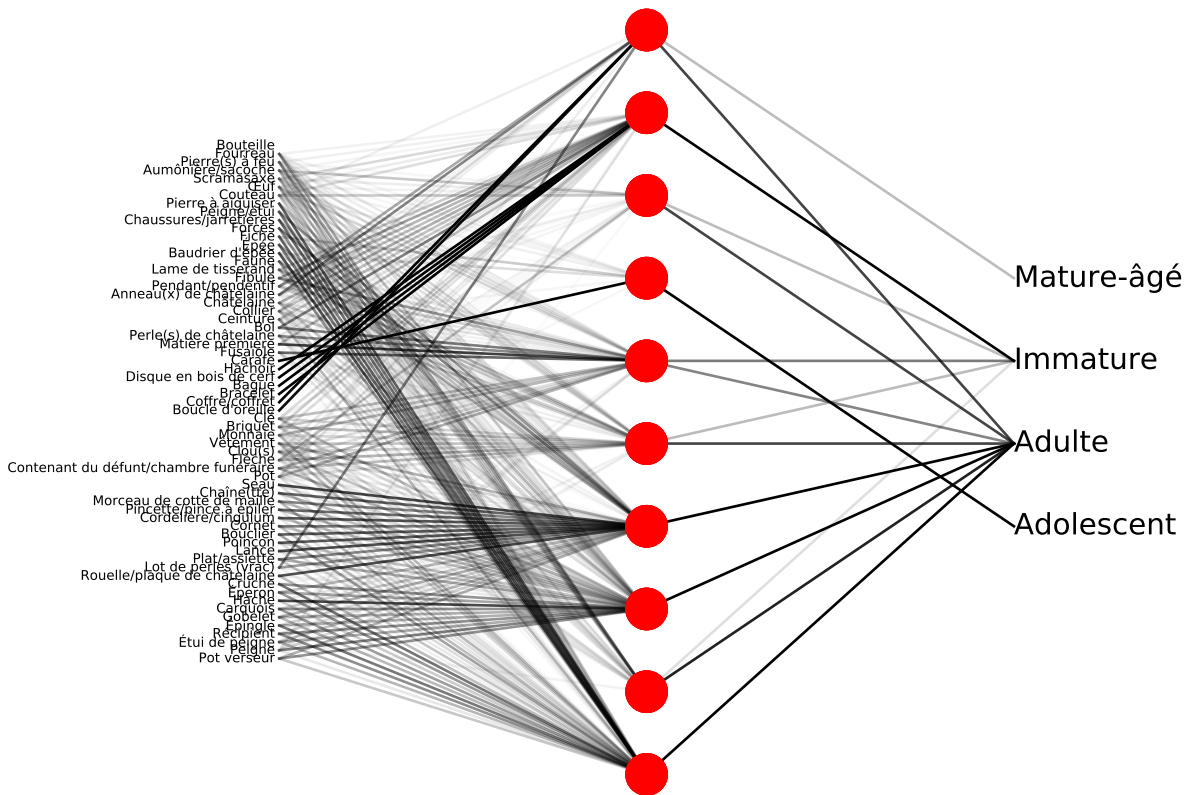 Bouteille
Fourreau
Pierre(s) à feu
Aumônière/sacoche
Scramasaxe
Œuf
Couteau
Pierre à aiguiser
Peigne/étui
Chaussures/jarretières
Forces
Fiche
Épée
Baudrier d'épée
Faune
Lame de tisserand
Fibule
Pendant/pendentif
Anneau(x) de châtelaine
Châtelaine
Collier
Ceinture
Bol
Perle(s) de châtelaine
Matière première
Fusaïole
Carafe
Hachoir
Disque en bois de cerf
Bague
Bracelet
Coffre/coffret
Boucle d'oreille
Clé
Briquet
Monnaie
Vêtement
Clou(s)
Flèche
Contenant du défunt/chambre funéraire
Pot
Seau
Chaîne(tte)
Morceau de cotte de maille
Pincette/pince à épiler
Cordelière/cingulum
Cornet
Bouclier
Poinçon
Lance
Plat/assiette
Lot de perles (vrac)
Rouelle/plaque de châtelaine
Cruche
Éperon
Hache
Carquois
Gobelet
Épingle
Récipient
Étui de peigne
Peigne
Pot verseur
Mature-âgé
Immature
Adulte
Adolescent